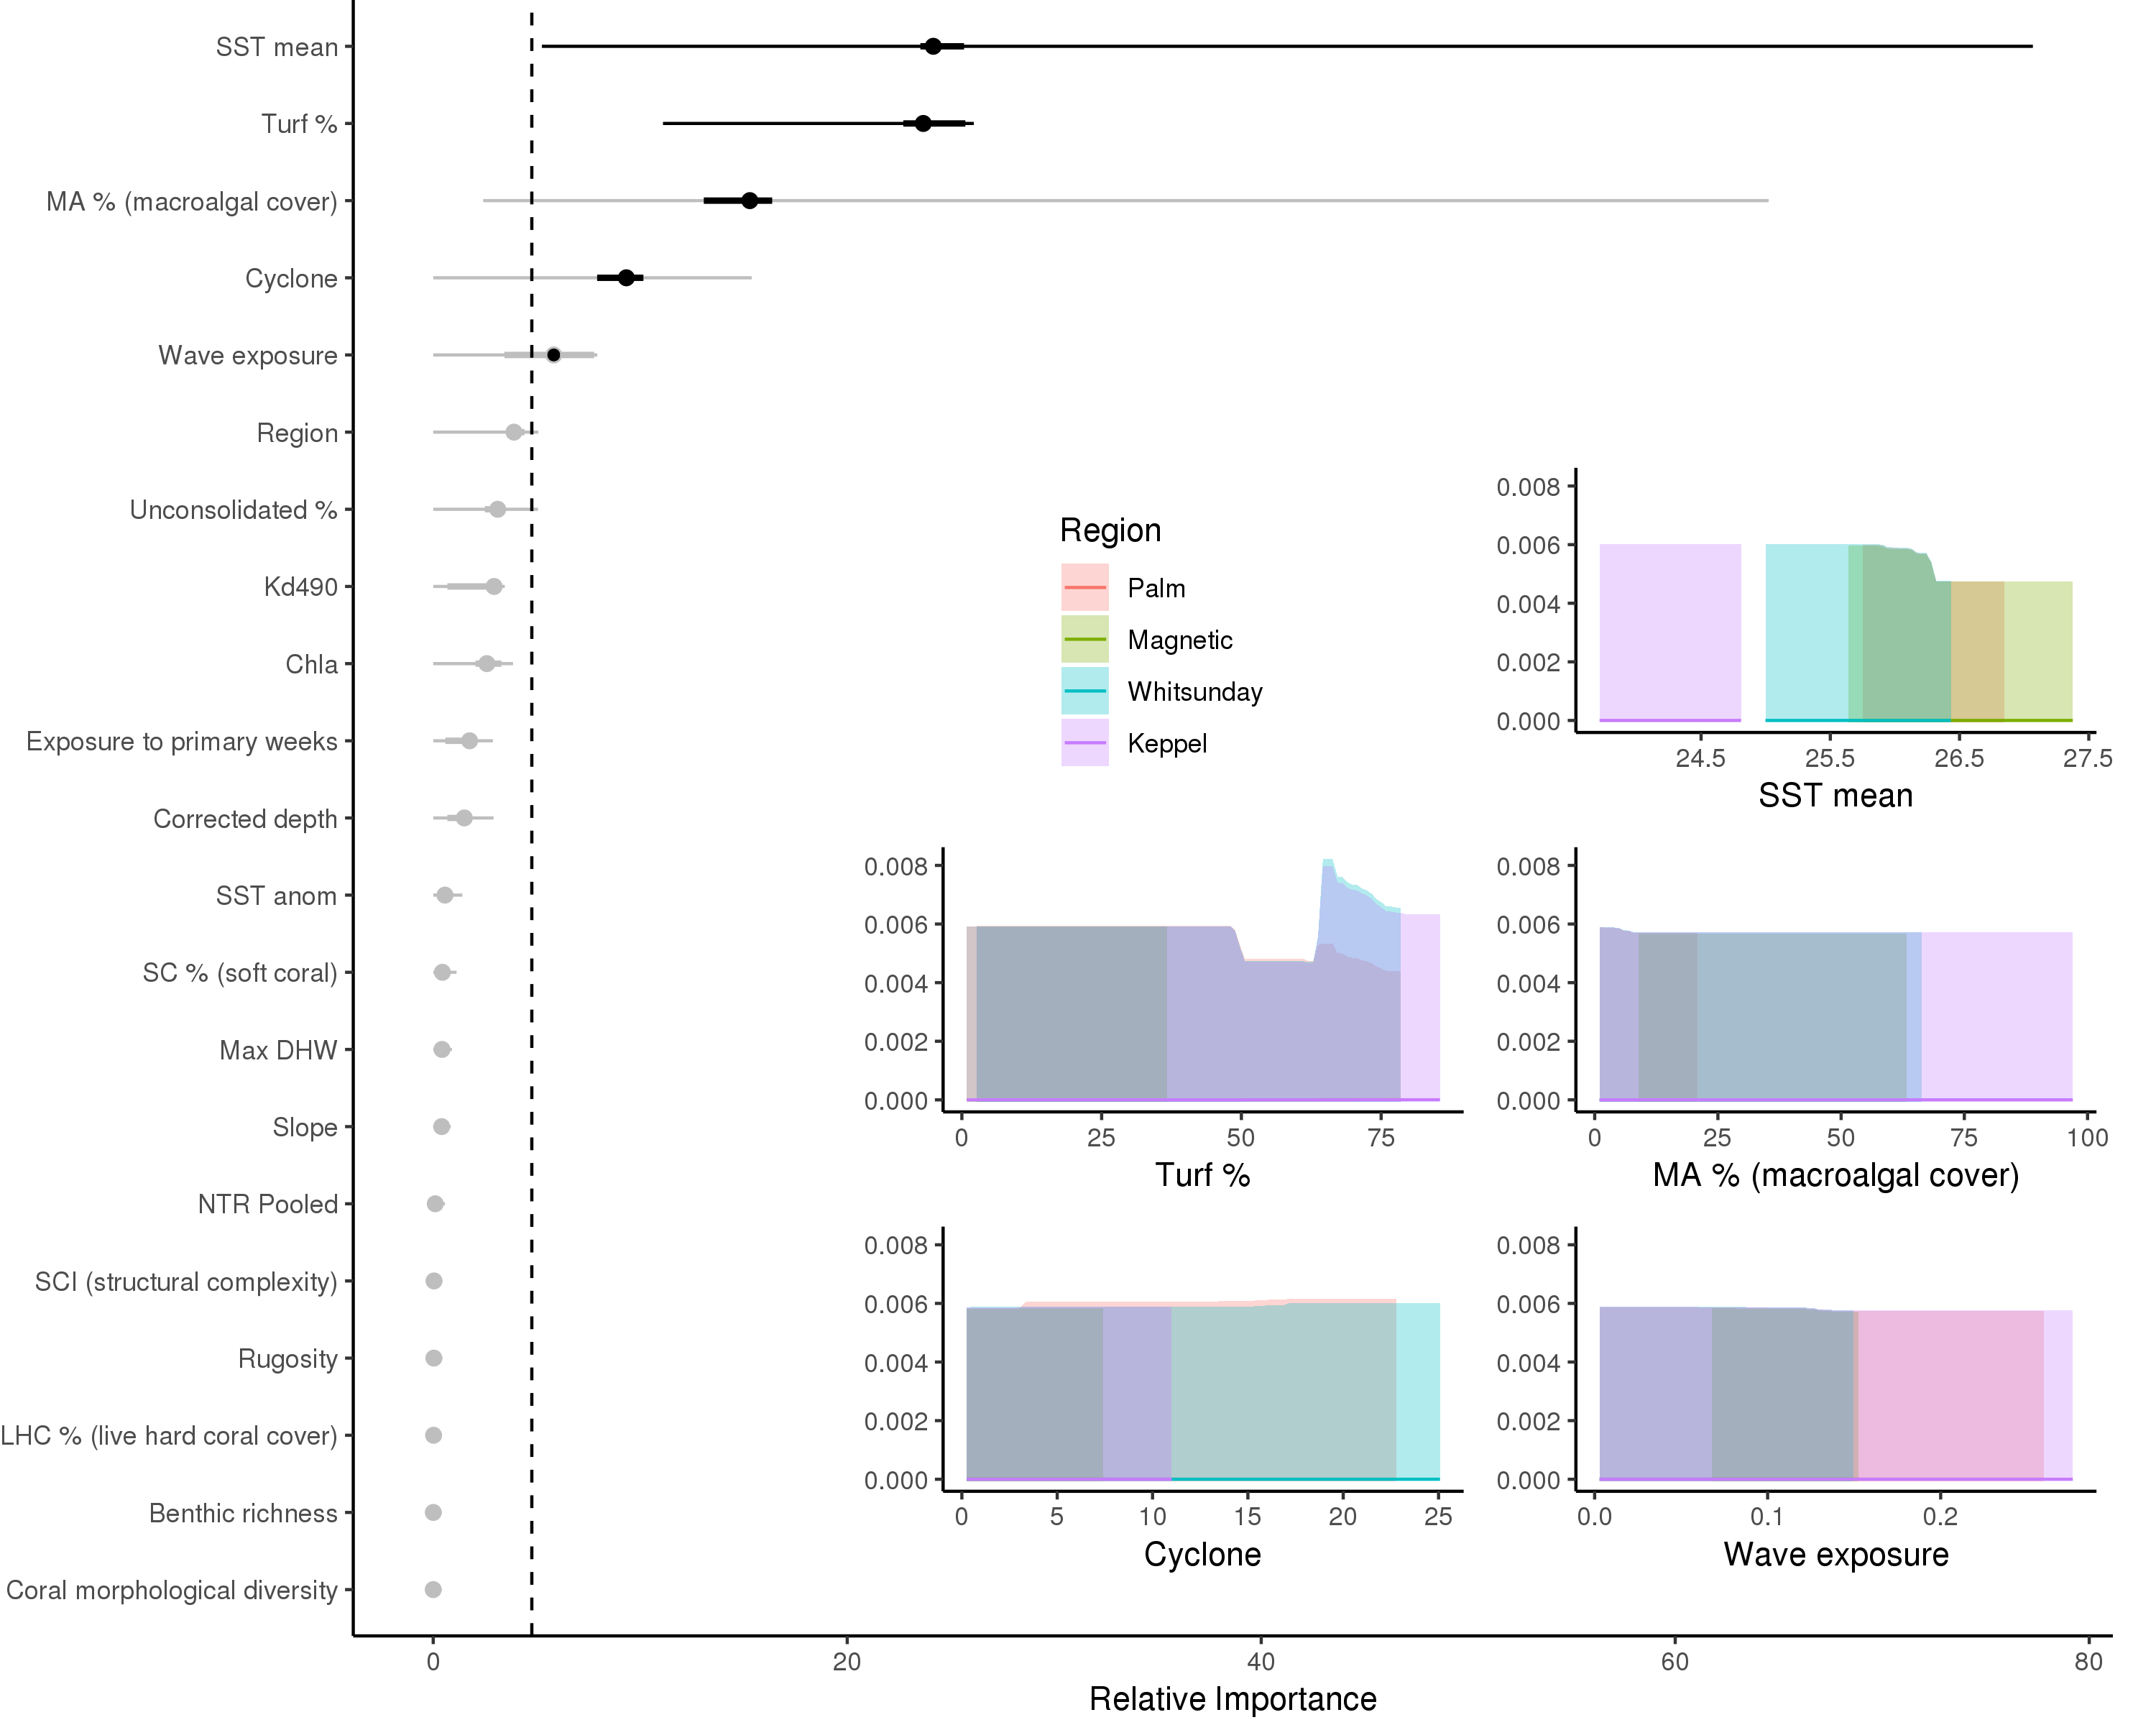 SST mean
Turf %
MA % (macroalgal cover)
Cyclone
Wave exposure
Region
Unconsolidated %
Kd490
Chla
Exposure to primary weeks
Corrected depth
SST anom
SC % (soft coral)
Max DHW
Slope
NTR Pooled
SCI (structural complexity)
Rugosity
LHC % (live hard coral cover)
Benthic richness
Coral morphological diversity
0 20 40 60 80
Relative Importance
Region
Palm
Magnetic
Whitsunday
Keppel
0.008
0.006
0.004
0.002
0.000
24.5 25.5 26.5 27.5
SST mean
0.008
0.006
0.004
0.002
0.000
0 25 50 75
Turf %
0.008
0.006
0.004
0.002
0.000
0 25 50 75 100
MA % (macroalgal cover)
0.008
0.006
0.004
0.002
0.000
0 5 10 15 20 25
Cyclone
0.008
0.006
0.004
0.002
0.000
0.0 0.1 0.2
Wave exposure